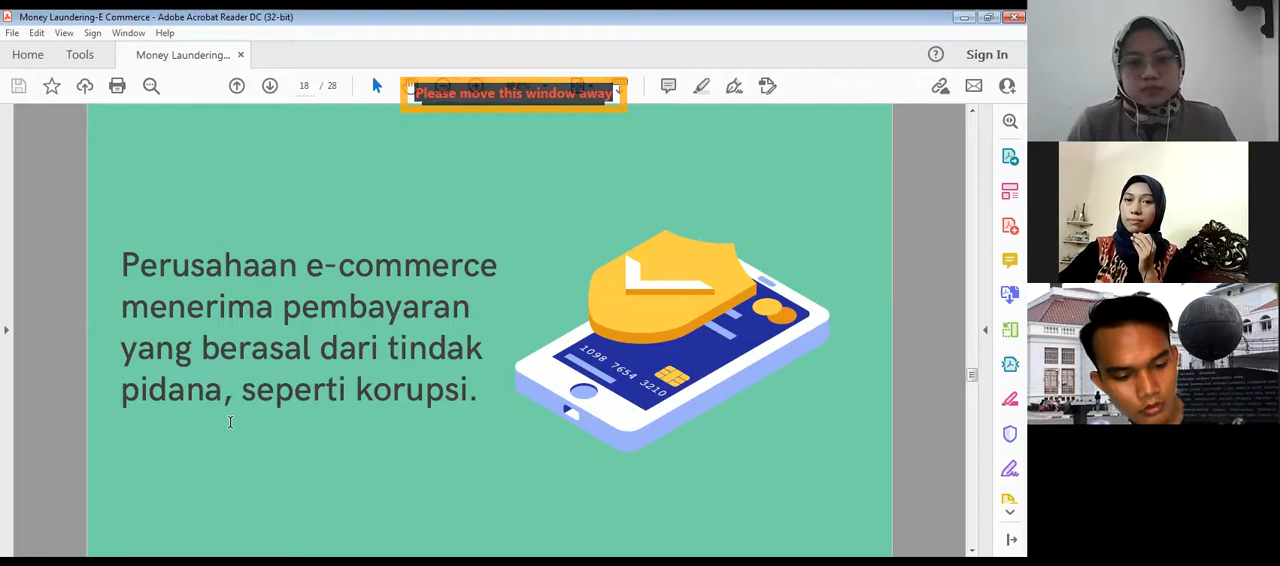 Money Laundering-E Commerce - Adobe Acrobat Reader DC (32-bit)
File Edit View Sign Window Help
Home Tools Money Laundering... × Sign In
18 / 28
Please move this window away
Perusahaan e-commerce
menerima pembayaran
yang berasal dari tindak
pidana, seperti korupsi.
1098 7654 3210